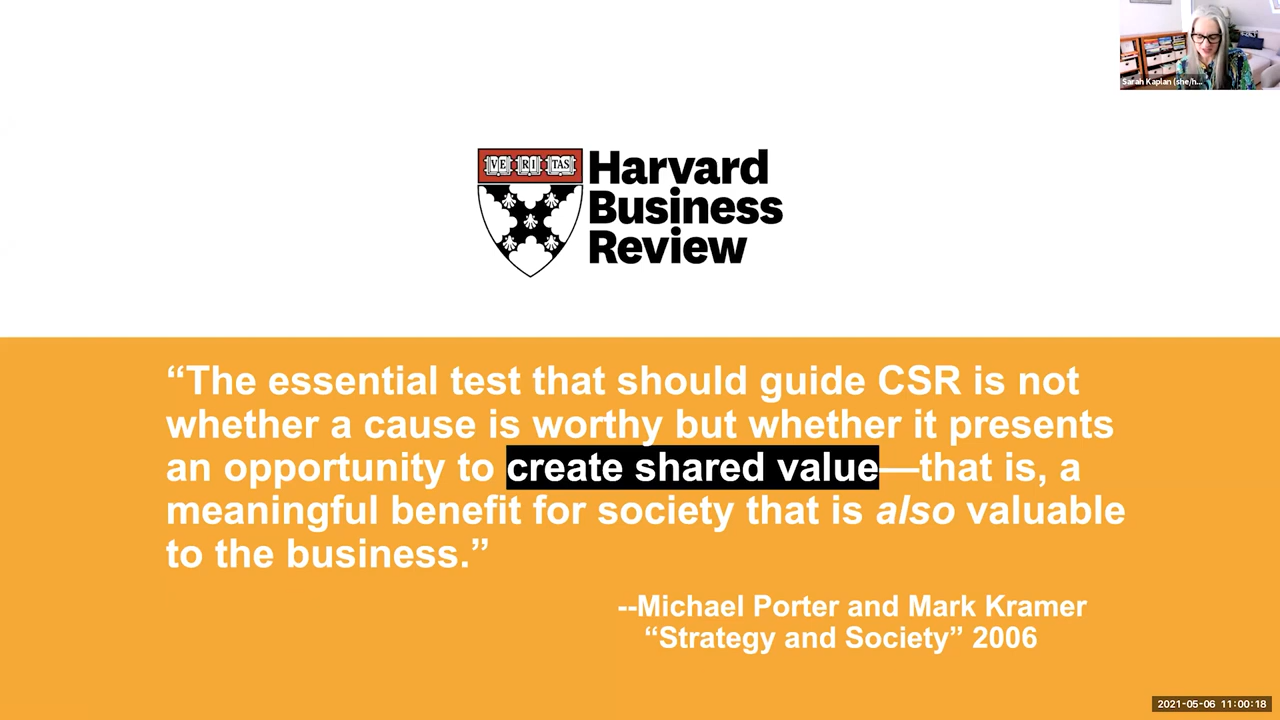 Sarah Kaplan (she/h...
VE RI TAS
Harvard
Business
Review
“The essential test that should guide CSR is not
whether a cause is worthy but whether it presents
an opportunity to create shared value—that is, a
meaningful benefit for society that is also valuable
to the business.”
--Michael Porter and Mark Kramer
“Strategy and Society” 2006
2021-05-06 11:00:18